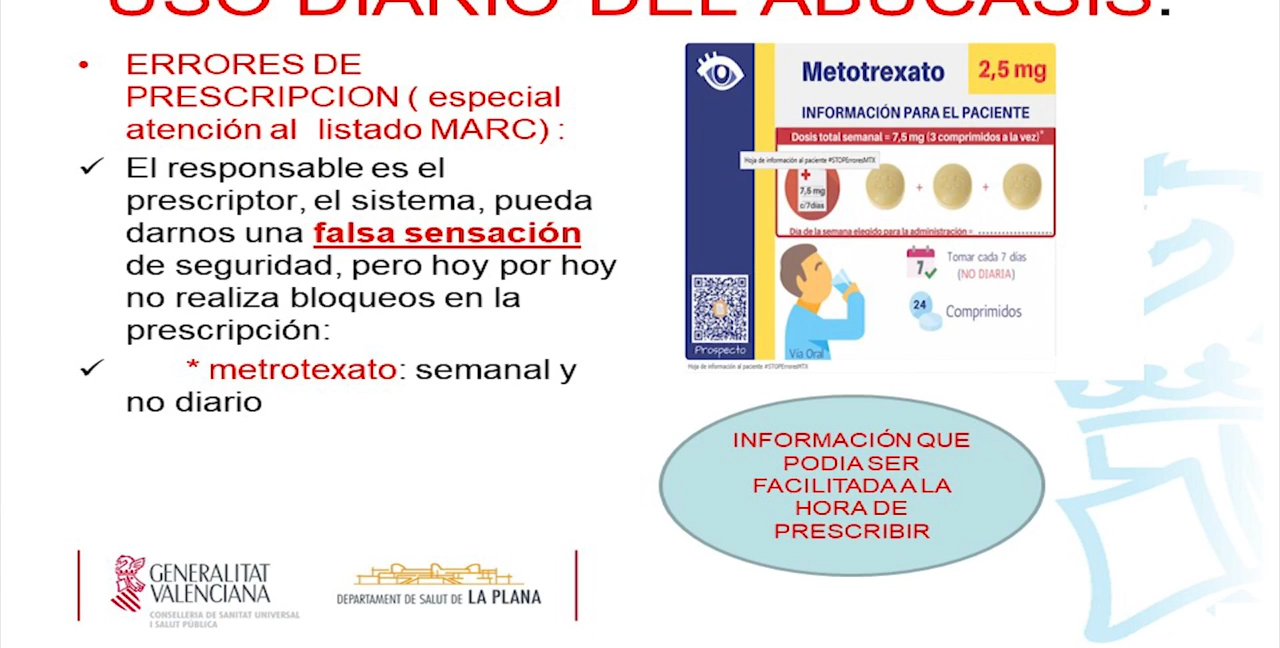 USO DIARIO DEL ABUCASIS.
• ERRORES DE
PRESCRIPCION ( especial
atención al listado MARC) :
✓ El responsable es el
prescriptor, el sistema, pueda
darnos una falsa sensación
de seguridad, pero hoy por hoy
no realiza bloqueos en la
prescripción:
✓ * metrotexato: semanal y
no diario
Metotrexato 2,5 mg
INFORMACIÓN PARA EL PACIENTE
Dosis total semanal = 7,5 mg (3 comprimidos a la vez)*
Hoja de información al paciente #STOPErroresMTX
7,5 mg
c/7días
+ +
Día de la semana elegido para la administración =
7
Tomar cada 7 días
(NO DIARIA)
24
Comprimidos
Prospecto
Vía Oral
Hoja de información al paciente #STOPErroresMTX
INFORMACIÓN QUE
PODIA SER
FACILITADA A LA
HORA DE
PRESCRIBIR
GENERALITAT
VALENCIANA
CONSELLERIA DE SANITAT UNIVERSAL
I SALUT PÚBLICA
DEPARTAMENT DE SALUT DE LA PLANA